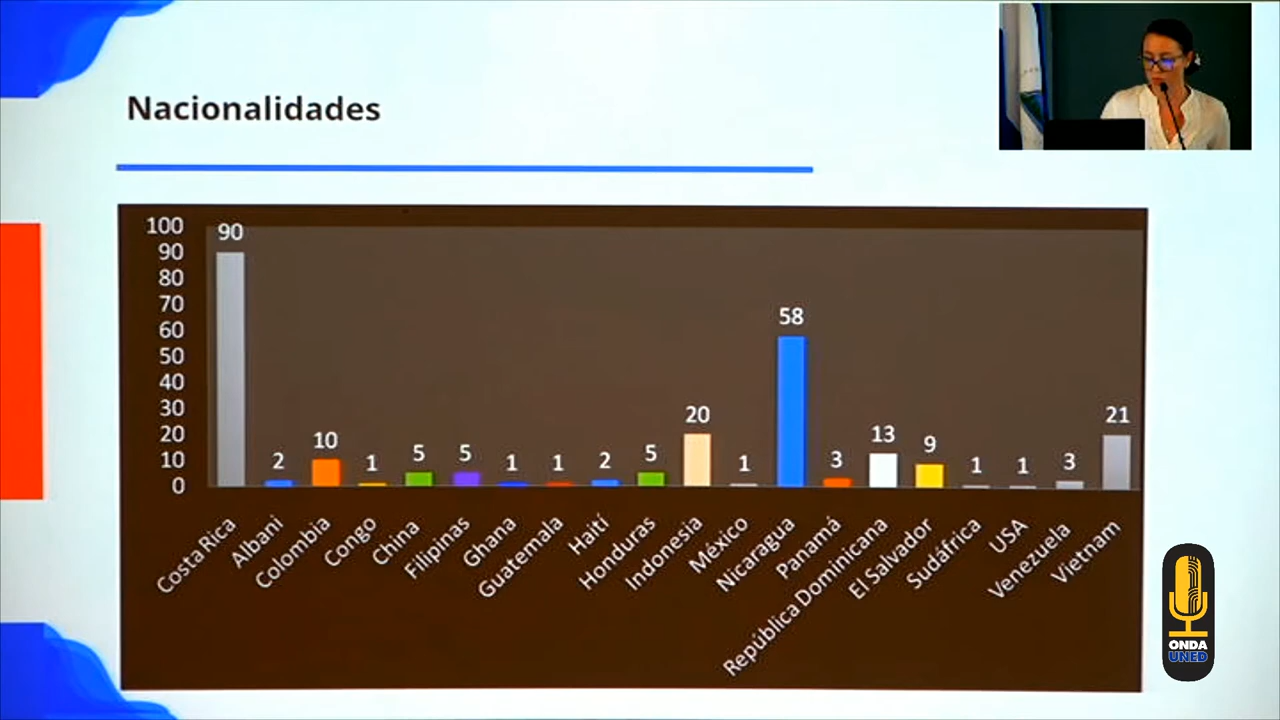 Nacionalidades
100
90
80
70
60
50
40
30
20
10
0
90
2
10
1
5
5
1
1
2
5
20
1
58
3
13
9
1
1
3
21
Costa Rica
Albani
Colombia
Congo
China
Filipinas
Ghana
Guatemala
Haití
Honduras
Indonesia
México
Nicaragua
Panamá
República Dominicana
El Salvador
Sudáfrica
USA
Venezuela
Vietnam
ONDA
UNED